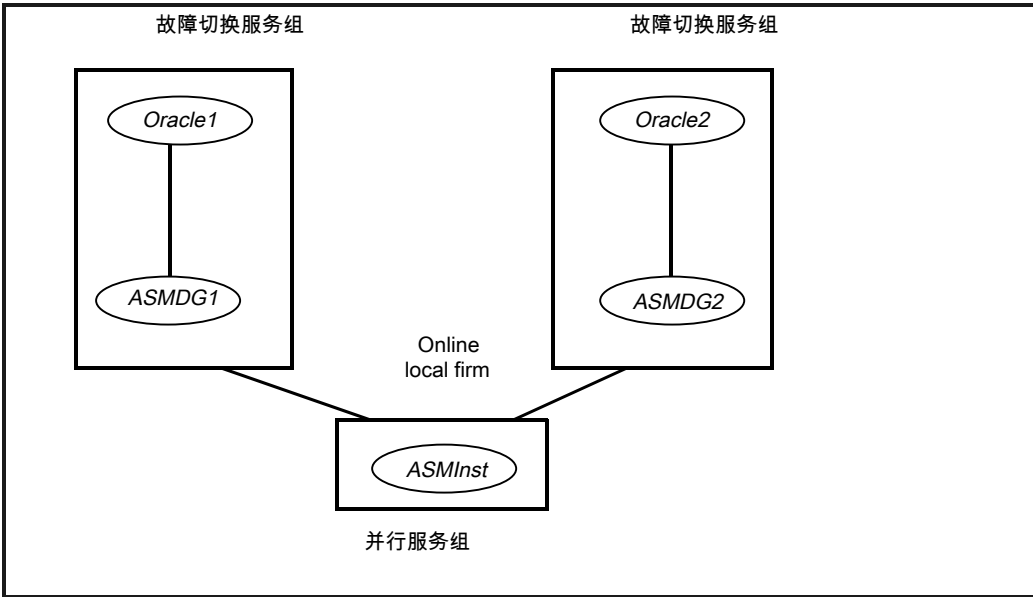 故障切换服务组
故障切换服务组
Oracle1
Oracle2
ASMDG1
ASMDG2
Online
local firm
ASMInst
并行服务组